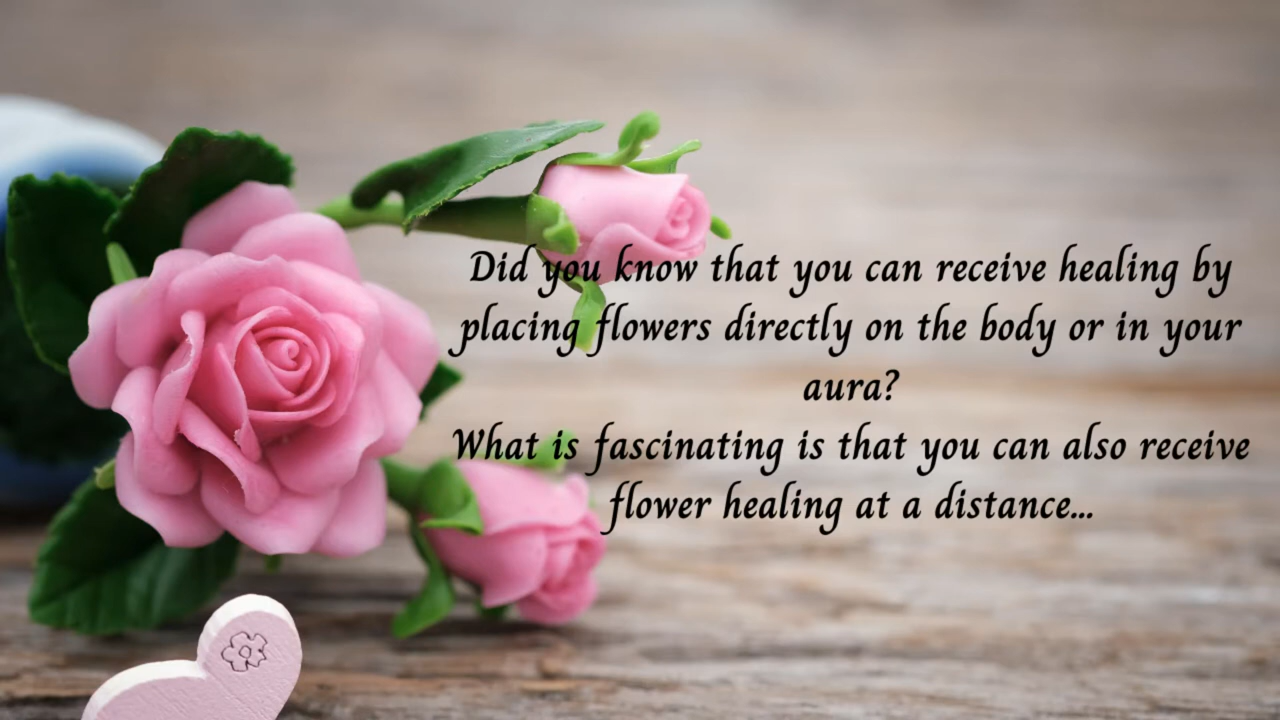 Did you know that you can receive healing by
placing flowers directly on the body or in your
aura?
What is fascinating is that you can also receive
flower healing at a distance...